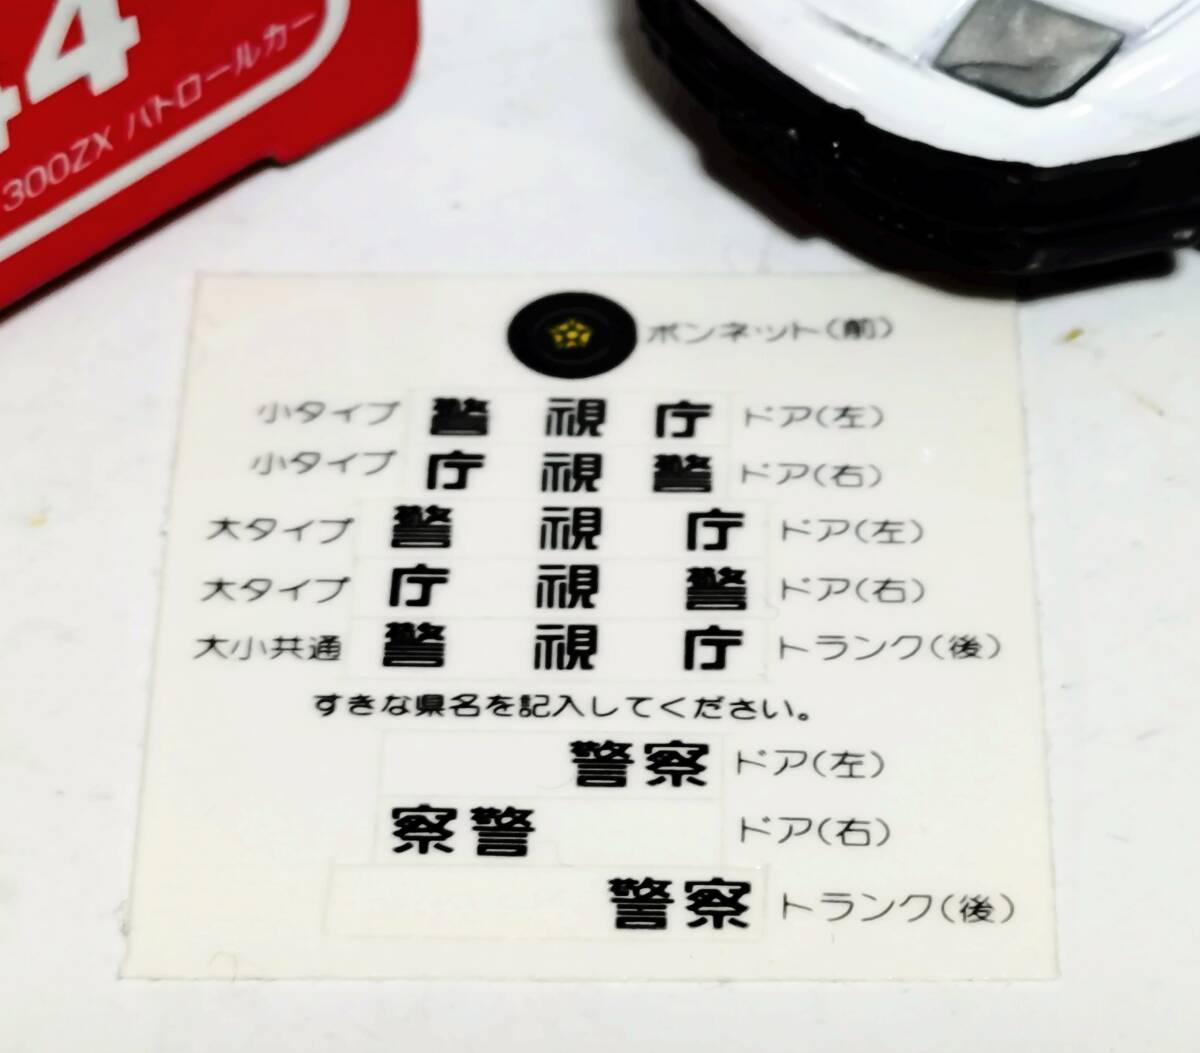 44
300ZX パトロールカー
ボンネット(前)
小タイプ 警 視 庁 ドア(左)
小タイプ 庁 視 警 ドア(右)
大タイプ 警 視 庁 ドア(左)
大タイプ 庁 視 警 ドア(右)
大小共通 警 視 庁 トランク(後)
すきな県名を記入してください。
警察 ドア(左)
察警 ドア(右)
警察 トランク(後)